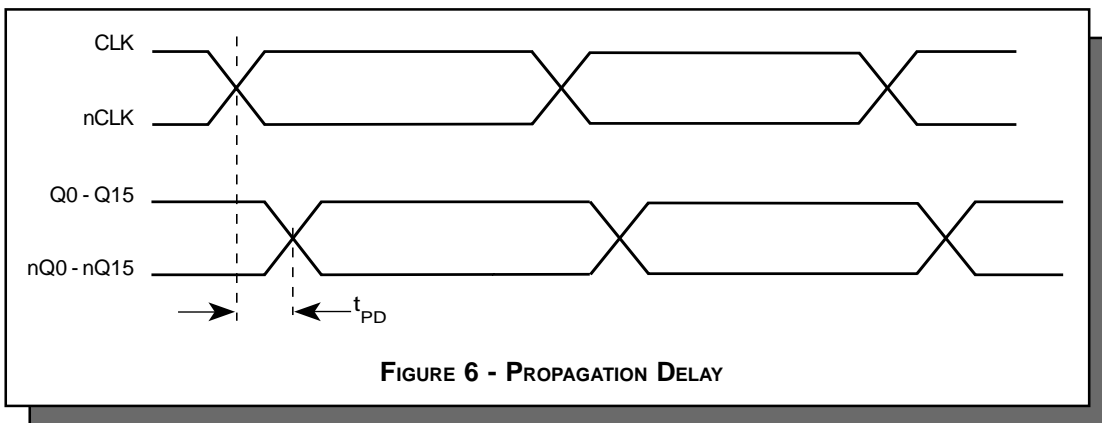 CLK
nCLK
Q0 - Q15
nQ0 - nQ15
tPD
FIGURE 6 - PROPAGATION DELAY